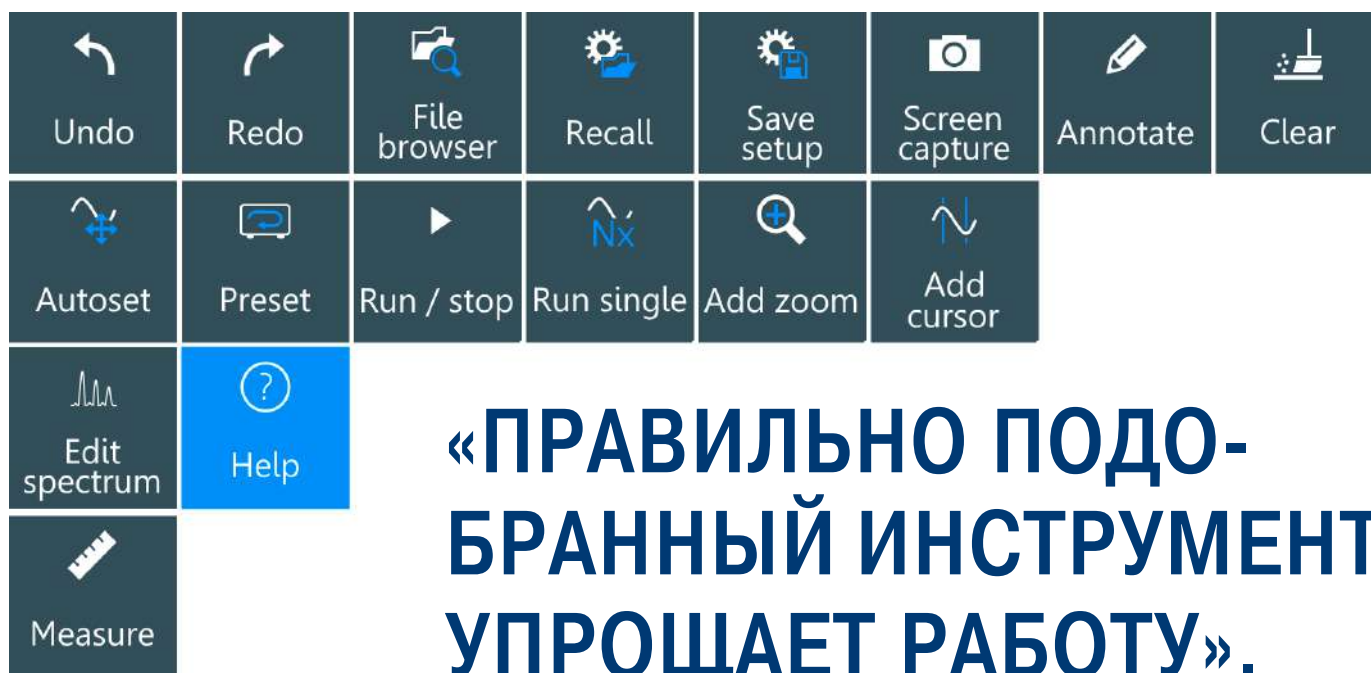 Undo
Redo
File
browser
Recall
Save
setup
Screen
capture
Annotate
Clear
Autoset
Preset
Run / stop
Nx
Run single
Add zoom
Add
cursor
Edit
spectrum
?
Help
Measure
«ПРАВИЛЬНО ПОДО-
БРАННЫЙ ИНСТРУМЕНТ
УПРОЩАЕТ РАБОТУ».